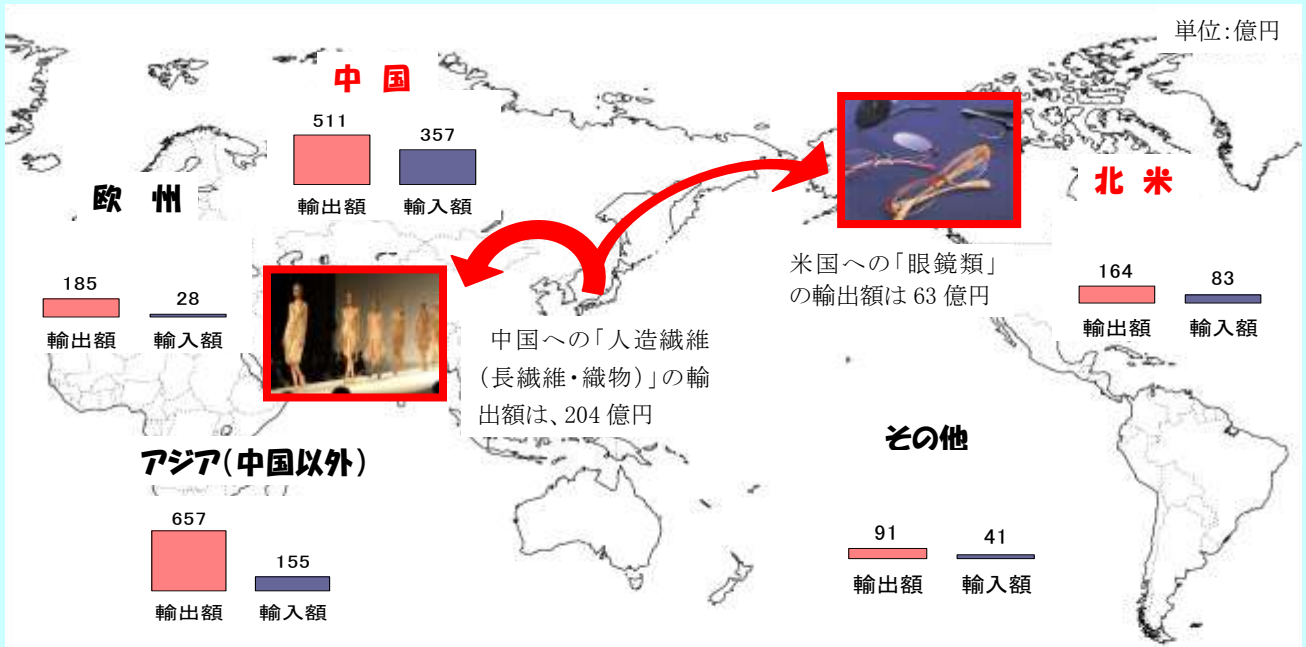 単位：億円
中 国
511
357
輸出額
輸入額
欧 州
185
28
輸出額
輸入額
北 米
164
83
輸出額
輸入額
米国への「眼鏡類」
の輸出額は 63 億円
中国への「人造繊維
(長繊維・織物)」の輸
出額は、204 億円
アジア(中国以外)
657
155
輸出額
輸入額
その他
91
41
輸出額
輸入額